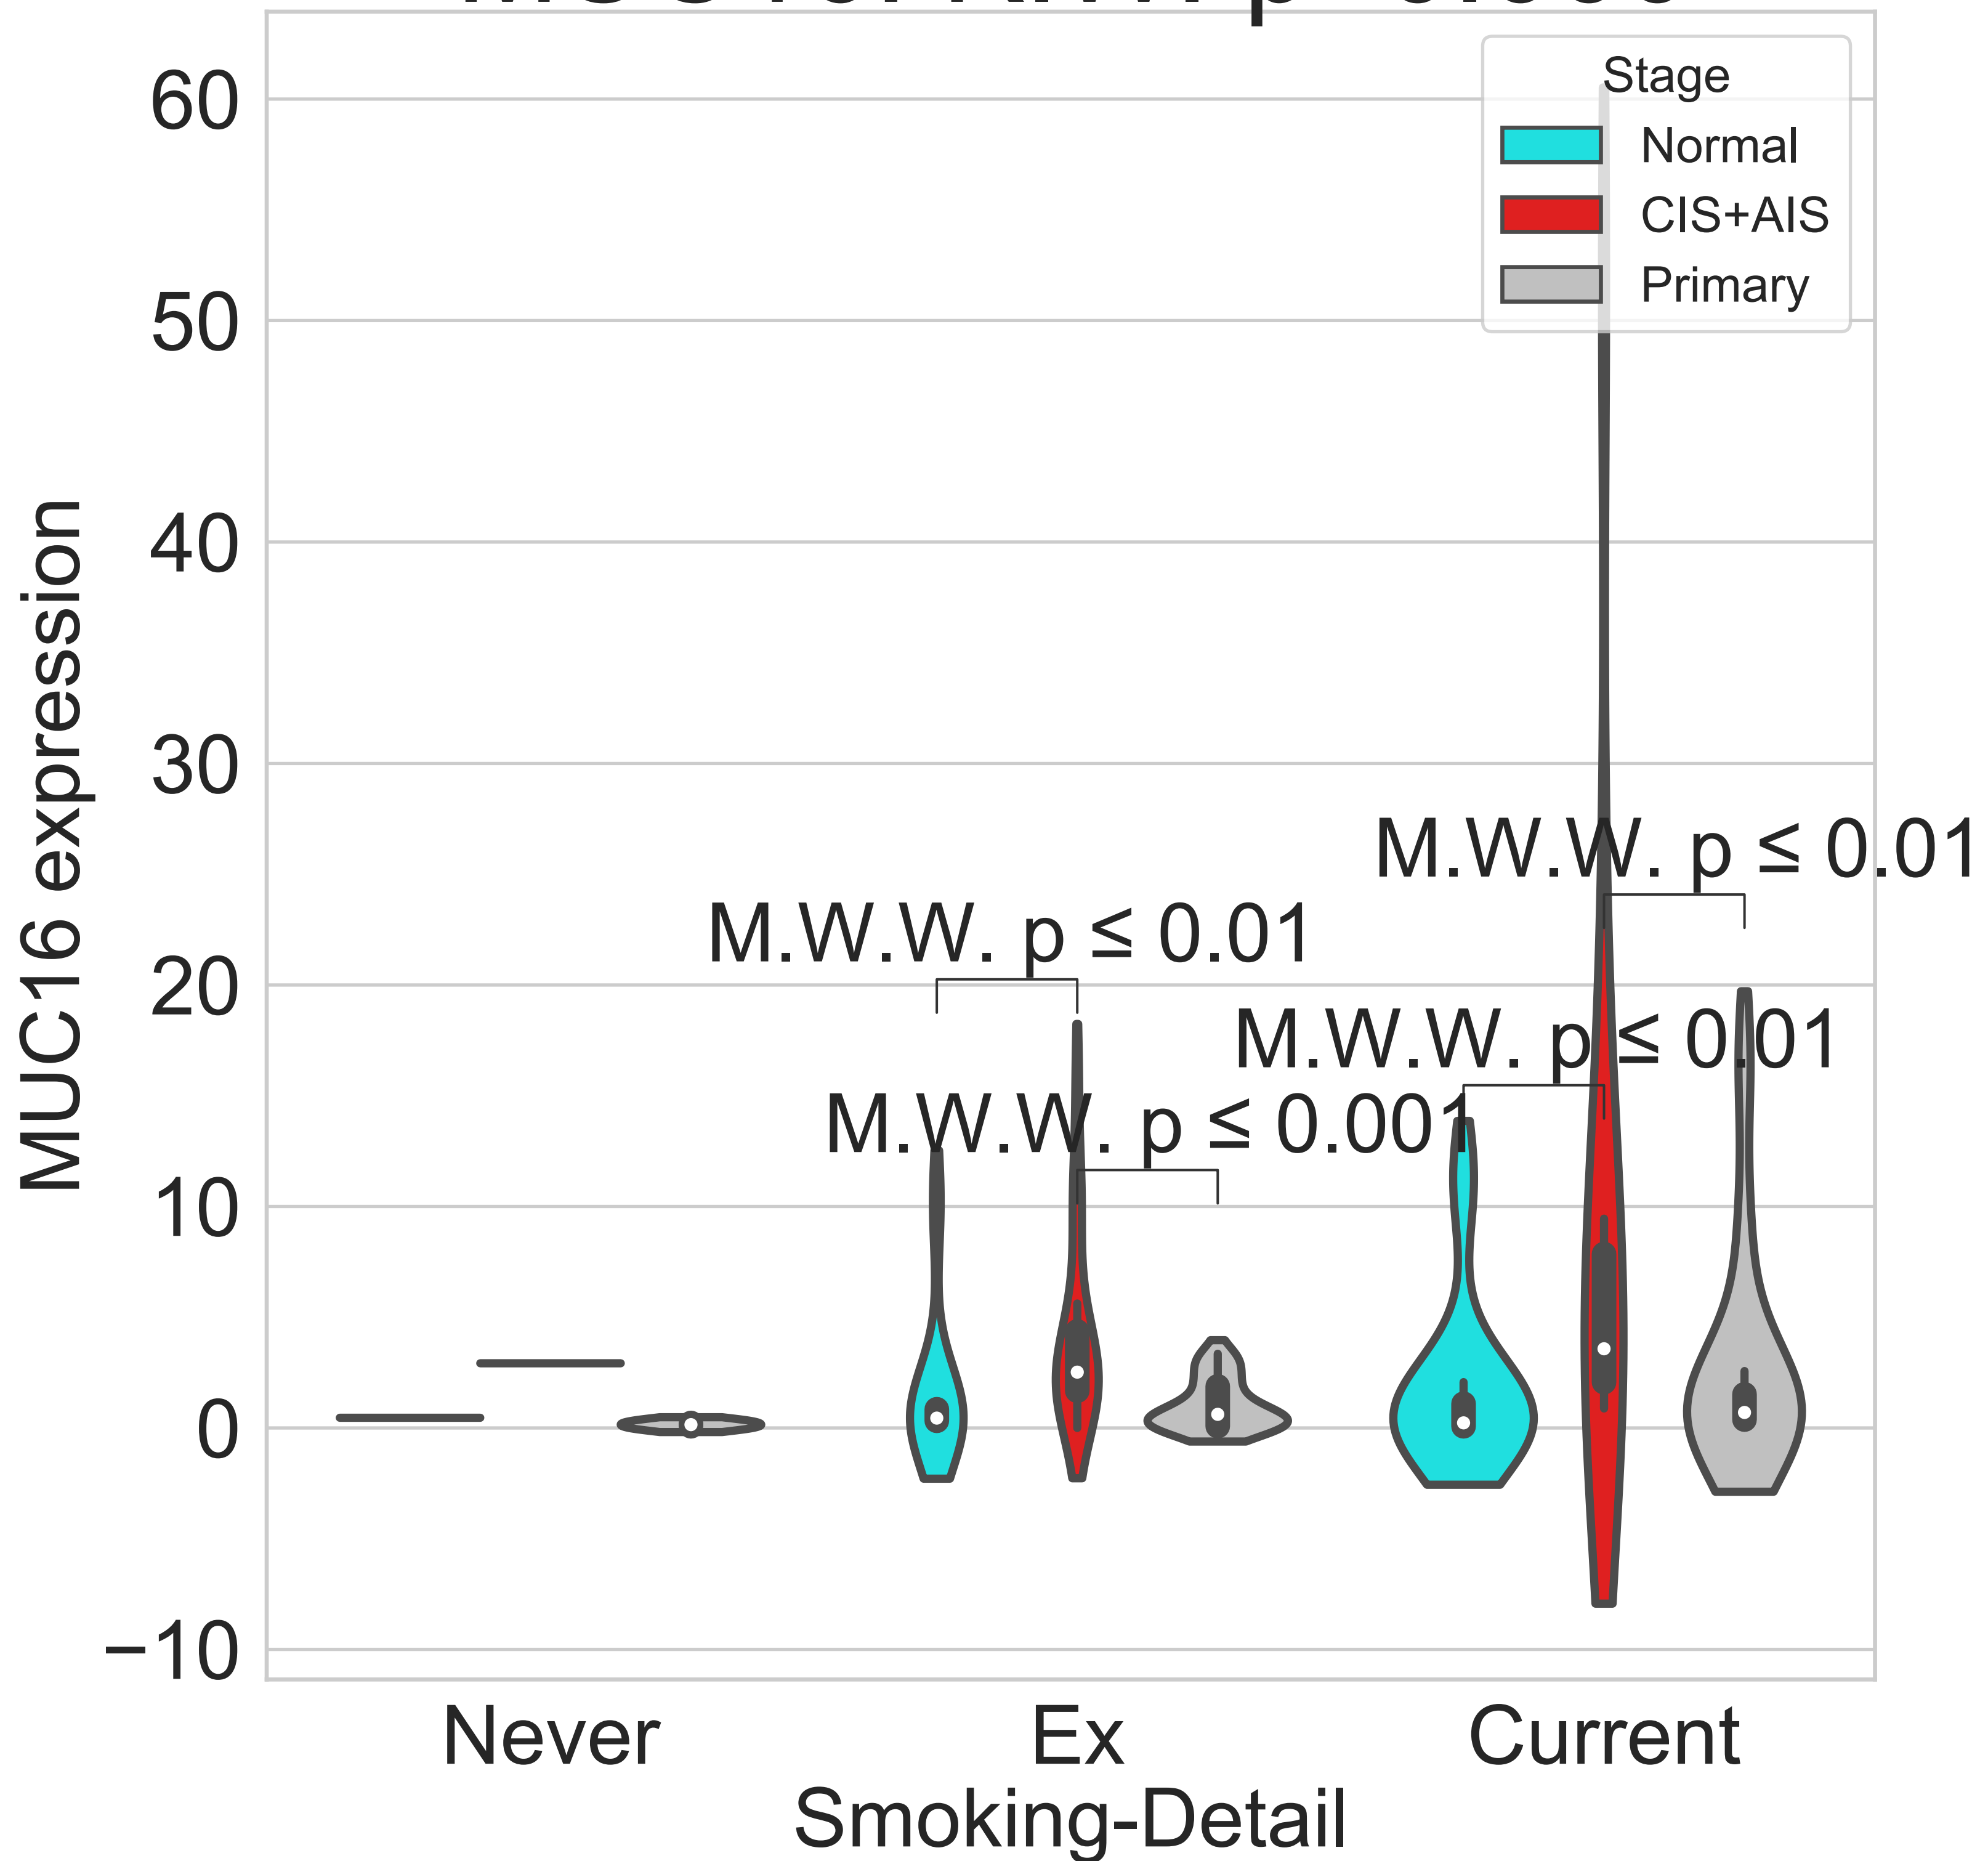 Stage
Normal
CIS+AIS
Primary
60
50
40
30
20
10
0
−10
MUC16 expression
M.W.W. p ≤ 0.01
M.W.W. p ≤ 0.01
M.W.W. p ≤ 0.01
M.W.W. p ≤ 0.001
Never
Ex
Current
Smoking-Detail